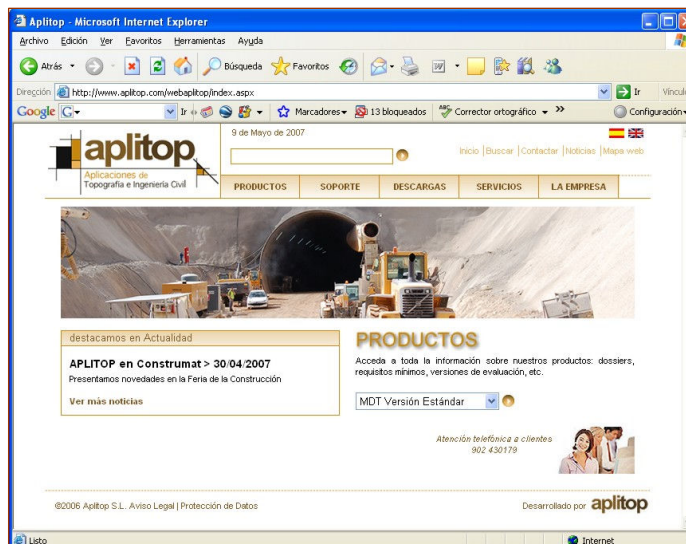 Aplitop - Microsoft Internet Explorer
Archivo Edición Ver Favoritos Herramientas Ayuda
Atrás Búsqueda Favoritos
Dirección http://www.aplitop.com/webaplitop/index.aspx Ir Vínculo
Google G Ir Marcadores 13 bloqueados Corrector ortográfico » Configuración
aplitop
Aplicaciones de
Topografía e Ingeniería Civil
9 de Mayo de 2007
Inicio |Buscar |Contactar |Noticias |Mapa web
PRODUCTOS SOPORTE DESCARGAS SERVICIOS LA EMPRESA
destacamos en Actualidad
APLITOP en Construmat > 30/04/2007
Presentamos novedades en la Feria de la Construcción
Ver más noticias
PRODUCTOS
Acceda a toda la información sobre nuestros productos: dossiers,
requisitos mínimos, versiones de evaluación, etc.
MDT Versión Estándar
Atención telefónica a clientes
902 430179
©2006 Aplitop S.L. Aviso Legal | Protección de Datos
Desarrollado por aplitop
Listo Internet